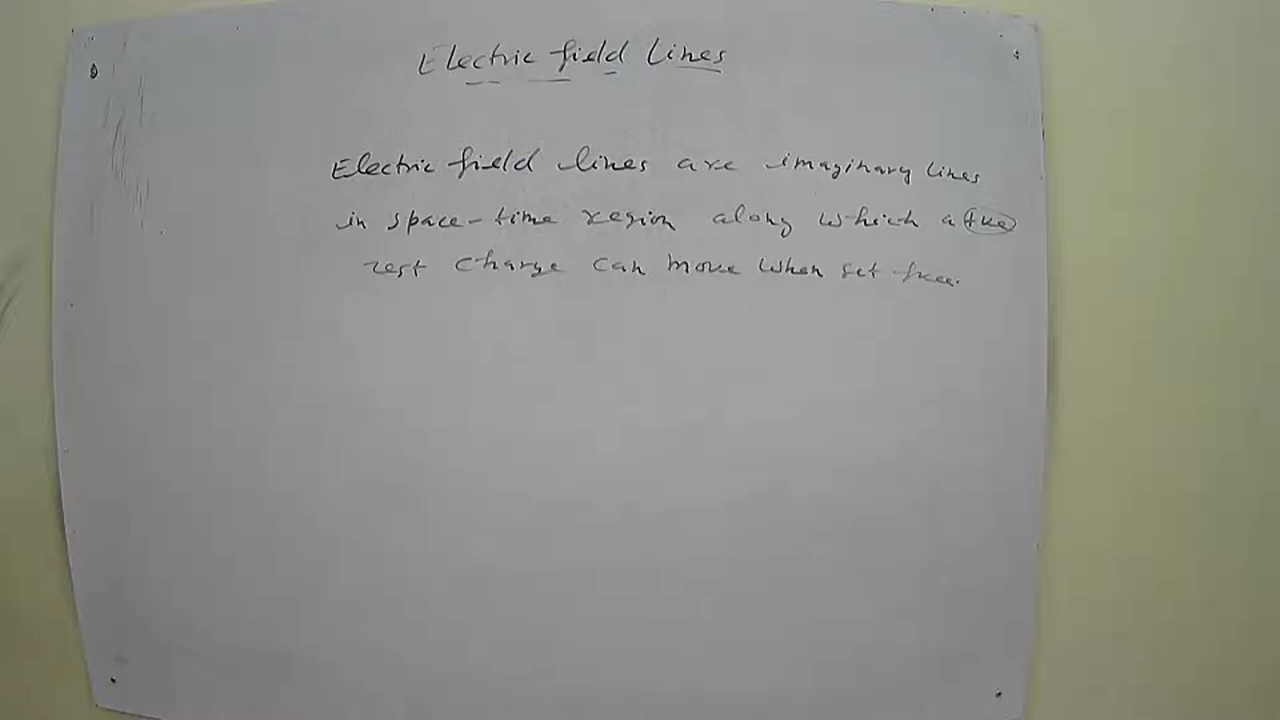 Electric field Lines
Electric field lines are imaginary lines
in space-time region along which a +ve
test charge can move when set free.